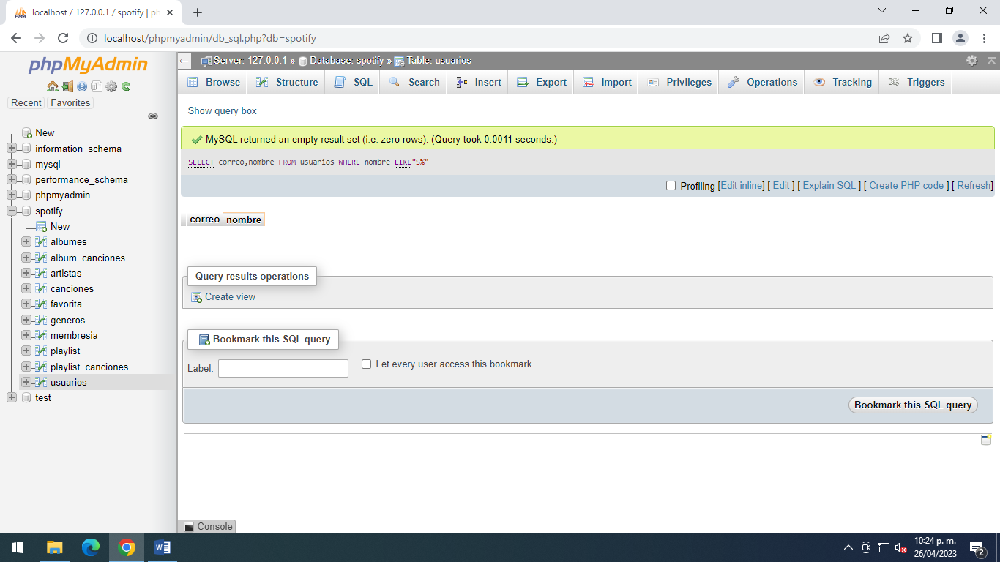 localhost / 127.0.0.1 / spotify | ph
localhost/phpmyadmin/db_sql.php?db=spotify
phpMyAdmin
Recent Favorites
New
information_schema
mysql
performance_schema
phpmyadmin
spotify
New
albumes
album_canciones
artistas
canciones
favorita
generos
membresia
playlist
playlist_canciones
usuarios
test
Server: 127.0.0.1 » Database: spotify » Table: usuarios
Browse Structure SQL Search Insert Export Import Privileges Operations Tracking Triggers
Show query box
MySQL returned an empty result set (i.e. zero rows). (Query took 0.0011 seconds.)
SELECT correo,nombre FROM usuarios WHERE nombre LIKE"S%"
Profiling [Edit inline] [ Edit ] [ Explain SQL ] [ Create PHP code ] [ Refresh]
correo nombre
Query results operations
Create view
Bookmark this SQL query
Label: Let every user access this bookmark
Bookmark this SQL query
Console
10:24 p. m.
26/04/2023
2